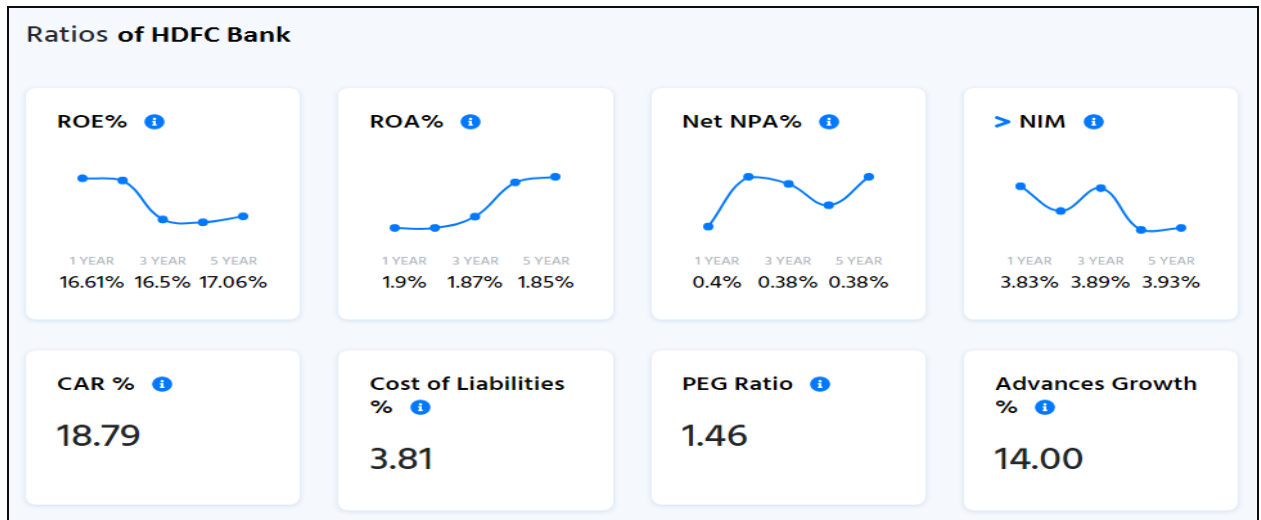 Ratios of HDFC Bank
ROE%
1 YEAR 3 YEAR 5 YEAR
16.61% 16.5% 17.06%
ROA%
1 YEAR 3 YEAR 5 YEAR
1.9% 1.87% 1.85%
Net NPA%
1 YEAR 3 YEAR 5 YEAR
0.4% 0.38% 0.38%
> NIM
1 YEAR 3 YEAR 5 YEAR
3.83% 3.89% 3.93%
CAR %
18.79
Cost of Liabilities
%
3.81
PEG Ratio
1.46
Advances Growth
%
14.00